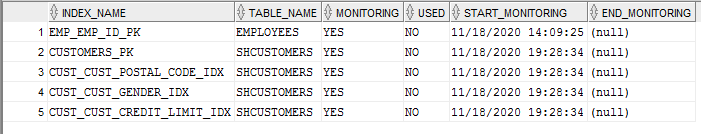 INDEX_NAME TABLE_NAME MONITORING USED START_MONITORING END_MONITORING
1 EMP_EMP_ID_PK EMPLOYEES YES NO 11/18/2020 14:09:25 (null)
2 CUSTOMERS_PK SHCUSTOMERS YES NO 11/18/2020 19:28:34 (null)
3 CUST_CUST_POSTAL_CODE_IDX SHCUSTOMERS YES NO 11/18/2020 19:28:34 (null)
4 CUST_CUST_GENDER_IDX SHCUSTOMERS YES NO 11/18/2020 19:28:34 (null)
5 CUST_CUST_CREDIT_LIMIT_IDX SHCUSTOMERS YES NO 11/18/2020 19:28:34 (null)